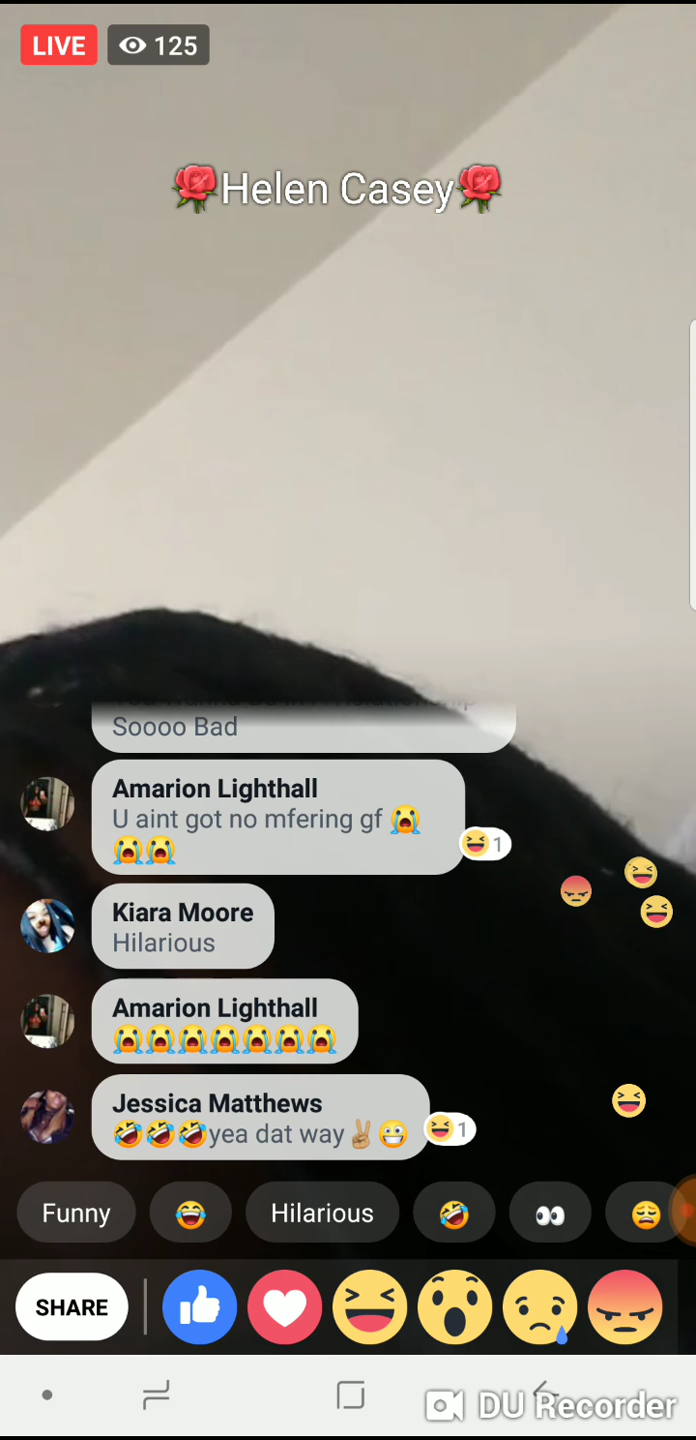 LIVE 125
🌹Helen Casey🌹
Soooo Bad
Amarion Lighthall
U aint got no mfering gf 😭
😭😭
😆 1
Kiara Moore
Hilarious
Amarion Lighthall
😭😭😭😭😭😭😭
Jessica Matthews
🤣🤣🤣yea dat way✌🏽😁
😆 1
Funny 😂 Hilarious 🤣 👀 😩
SHARE
DU Recorder